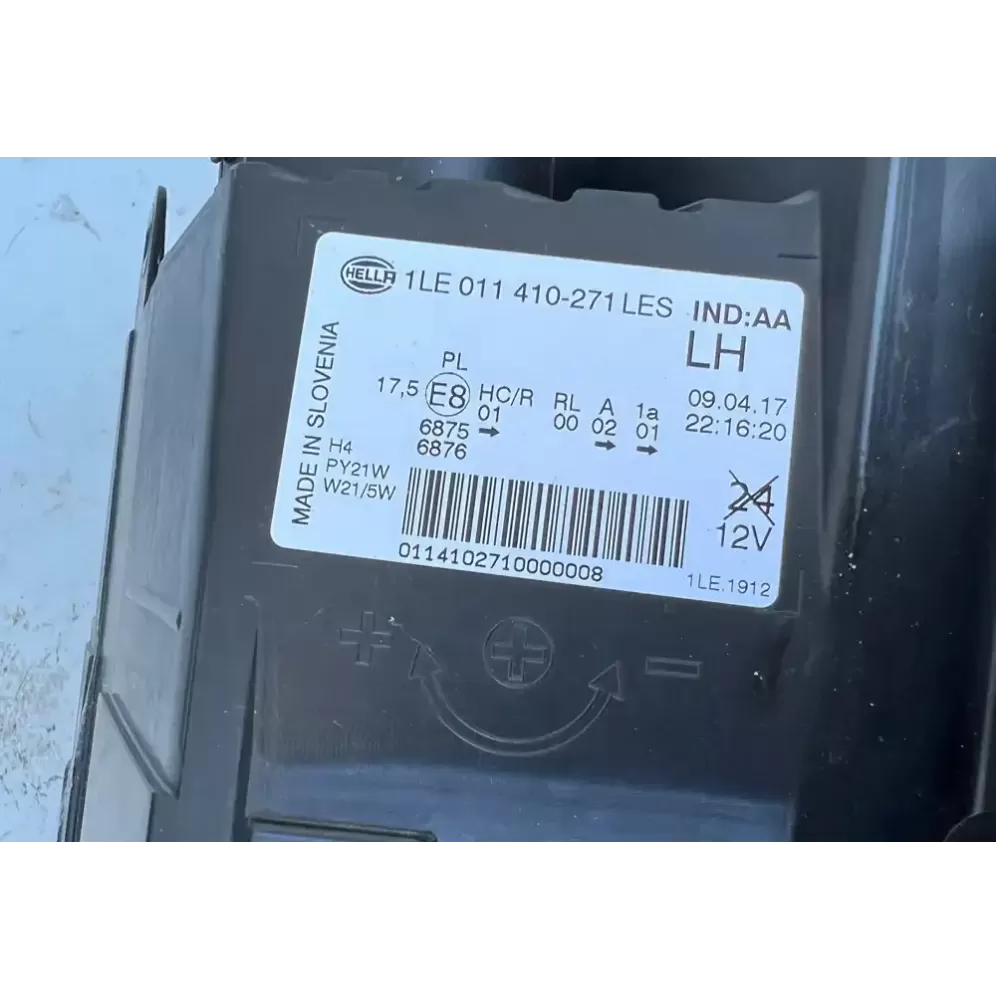 HELLA 1LE 011 410-271 LES IND:AA
LH
MADE IN SLOVENIA
PL
17,5 E8 HC/R RL A 1a
01 00 02 01
6875 → → →
6876
09.04.17
22:16:20
H4
PY21W
W21/5W
24
12V
0114102710000008
1LE.1912
+ + −